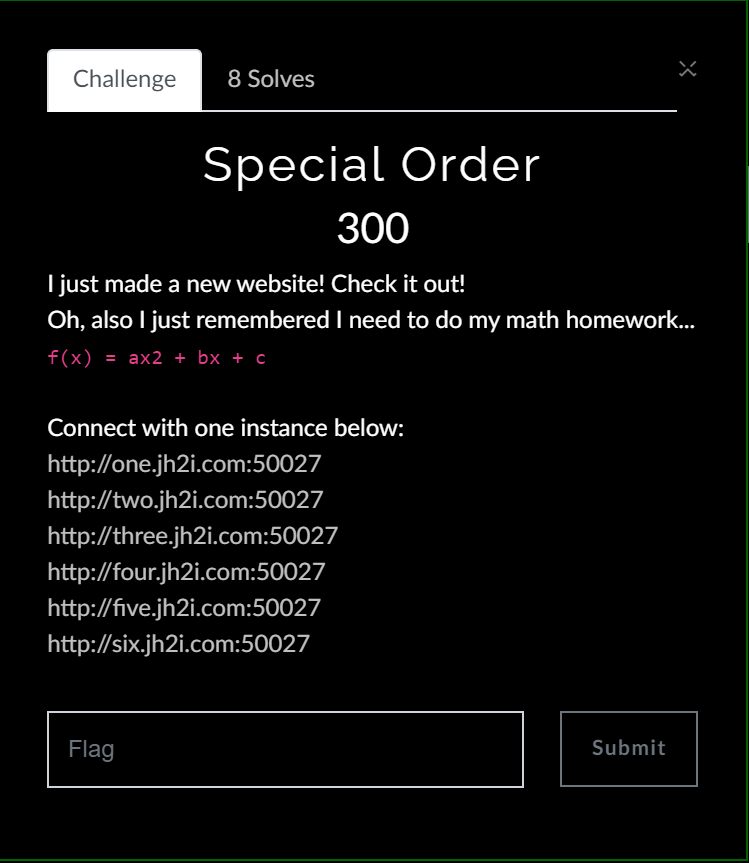 Challenge
8 Solves
Special Order
300
I just made a new website! Check it out!
Oh, also I just remembered I need to do my math homework...
f(x) = ax2 + bx + c
Connect with one instance below:
http://one.jh2i.com:50027
http://two.jh2i.com:50027
http://three.jh2i.com:50027
http://four.jh2i.com:50027
http://five.jh2i.com:50027
http://six.jh2i.com:50027
Flag
Submit